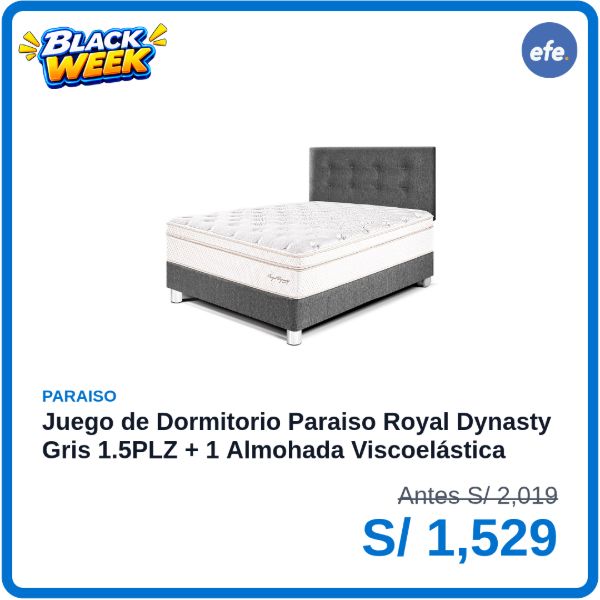 BLACK
WEEK
efe.
PARAISO
Juego de Dormitorio Paraiso Royal Dynasty
Gris 1.5PLZ + 1 Almohada Viscoelástica
Antes S/ 2,019
S/ 1,529